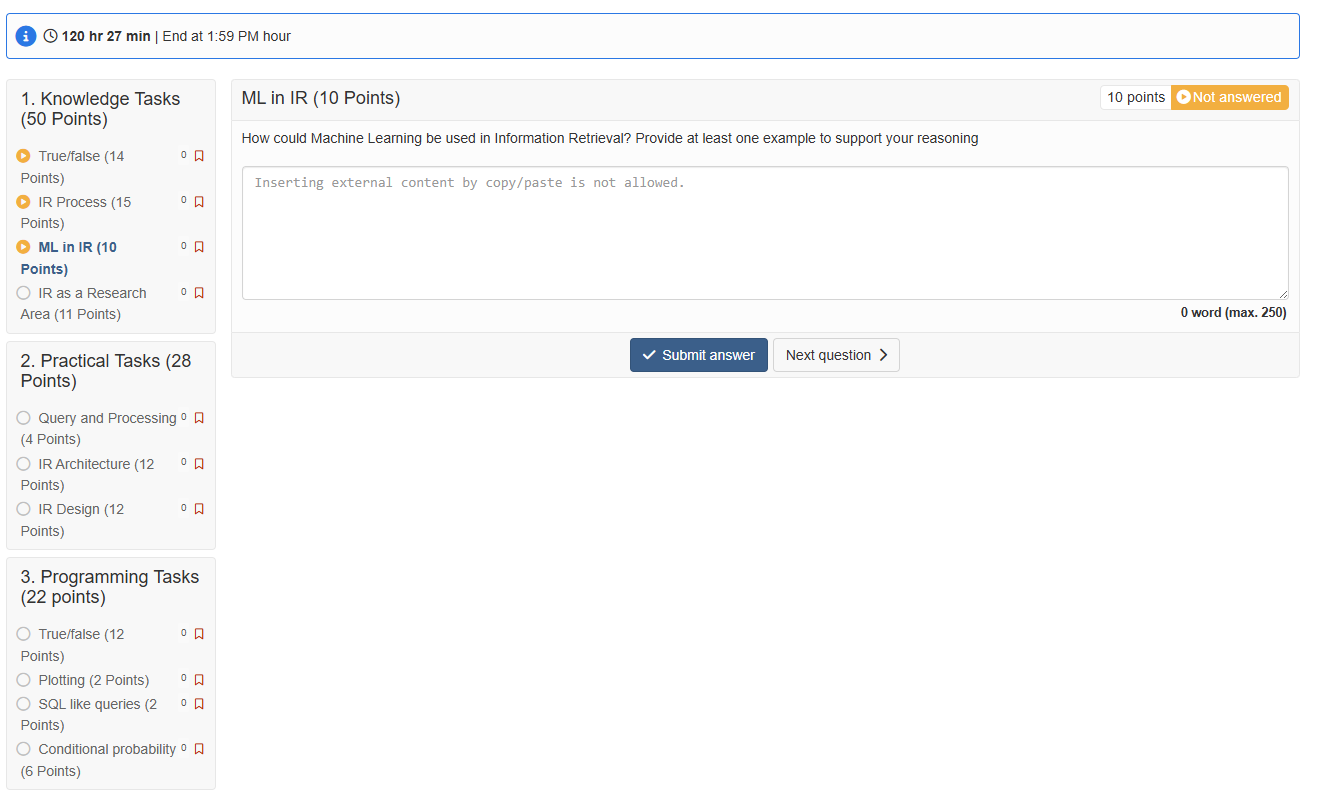 120 hr 27 min | End at 1:59 PM hour
1. Knowledge Tasks
(50 Points)
True/false (14 0
Points)
IR Process (15 0
Points)
ML in IR (10 0
Points)
IR as a Research 0
Area (11 Points)
2. Practical Tasks (28
Points)
Query and Processing 0
(4 Points)
IR Architecture (12 0
Points)
IR Design (12 0
Points)
3. Programming Tasks
(22 points)
True/false (12 0
Points)
Plotting (2 Points) 0
SQL like queries (2 0
Points)
Conditional probability 0
(6 Points)
ML in IR (10 Points)
10 points Not answered
How could Machine Learning be used in Information Retrieval? Provide at least one example to support your reasoning
Inserting external content by copy/paste is not allowed.
0 word (max. 250)
Submit answer
Next question